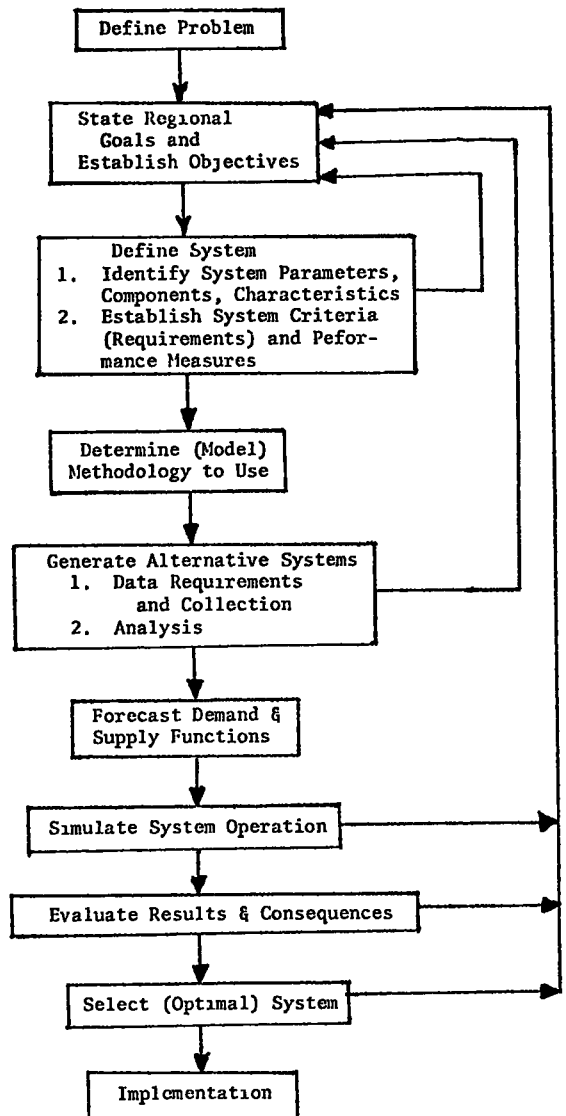 Define Problem
State Regional
Goals and
Establish Objectives
Define System
1. Identify System Parameters,
Components, Characteristics
2. Establish System Criteria
(Requirements) and Pefor-
mance Measures
Determine (Model)
Methodology to Use
Generate Alternative Systems
1. Data Requirements
and Collection
2. Analysis
Forecast Demand &
Supply Functions
Simulate System Operation
Evaluate Results & Consequences
Select (Optimal) System
Implementation